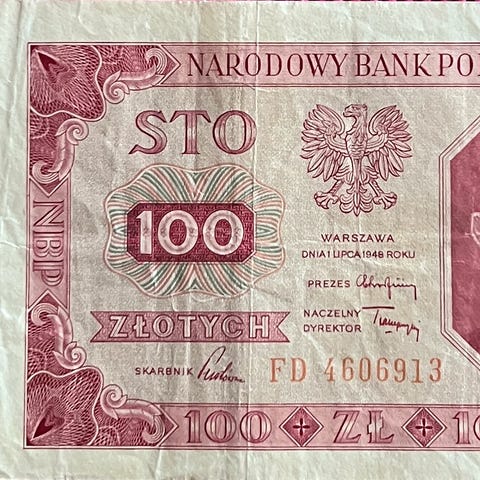 NARODOWY BANK PO
STO
100
ZŁOTYCH
NBP
WARSZAWA
DNIA 1 LIPCA 1948 ROKU
PREZES
NACZELNY
DYREKTOR
SKARBNIK
FD 4606913
100 ZŁ 10